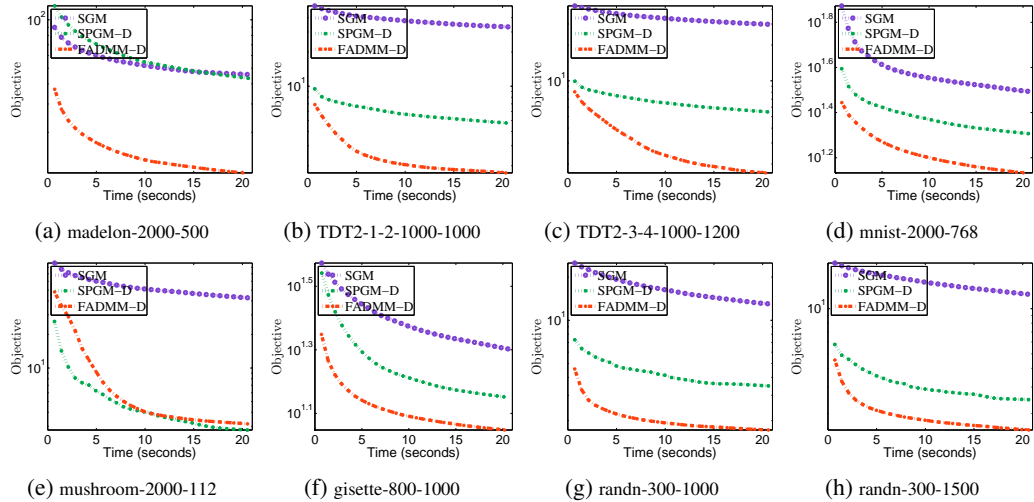 10²
SGM
SPGM-D
FADMM-D
Objective
0 5 10 15 20
Time (seconds)
(a) madelon-2000-500
10¹
SGM
SPGM-D
FADMM-D
Objective
0 5 10 15 20
Time (seconds)
(b) TDT2-1-2-1000-1000
10¹
SGM
SPGM-D
FADMM-D
Objective
0 5 10 15 20
Time (seconds)
(c) TDT2-3-4-1000-1200
10^1.8
10^1.6
10^1.4
10^1.2
SGM
SPGM-D
FADMM-D
Objective
0 5 10 15 20
Time (seconds)
(d) mnist-2000-768
10¹
SGM
SPGM-D
FADMM-D
Objective
0 5 10 15 20
Time (seconds)
(e) mushroom-2000-112
10^1.5
10^1.3
10^1.1
SGM
SPGM-D
FADMM-D
Objective
0 5 10 15 20
Time (seconds)
(f) gisette-800-1000
10¹
SGM
SPGM-D
FADMM-D
Objective
0 5 10 15 20
Time (seconds)
(g) randn-300-1000
10¹
SGM
SPGM-D
FADMM-D
Objective
0 5 10 15 20
Time (seconds)
(h) randn-300-1500